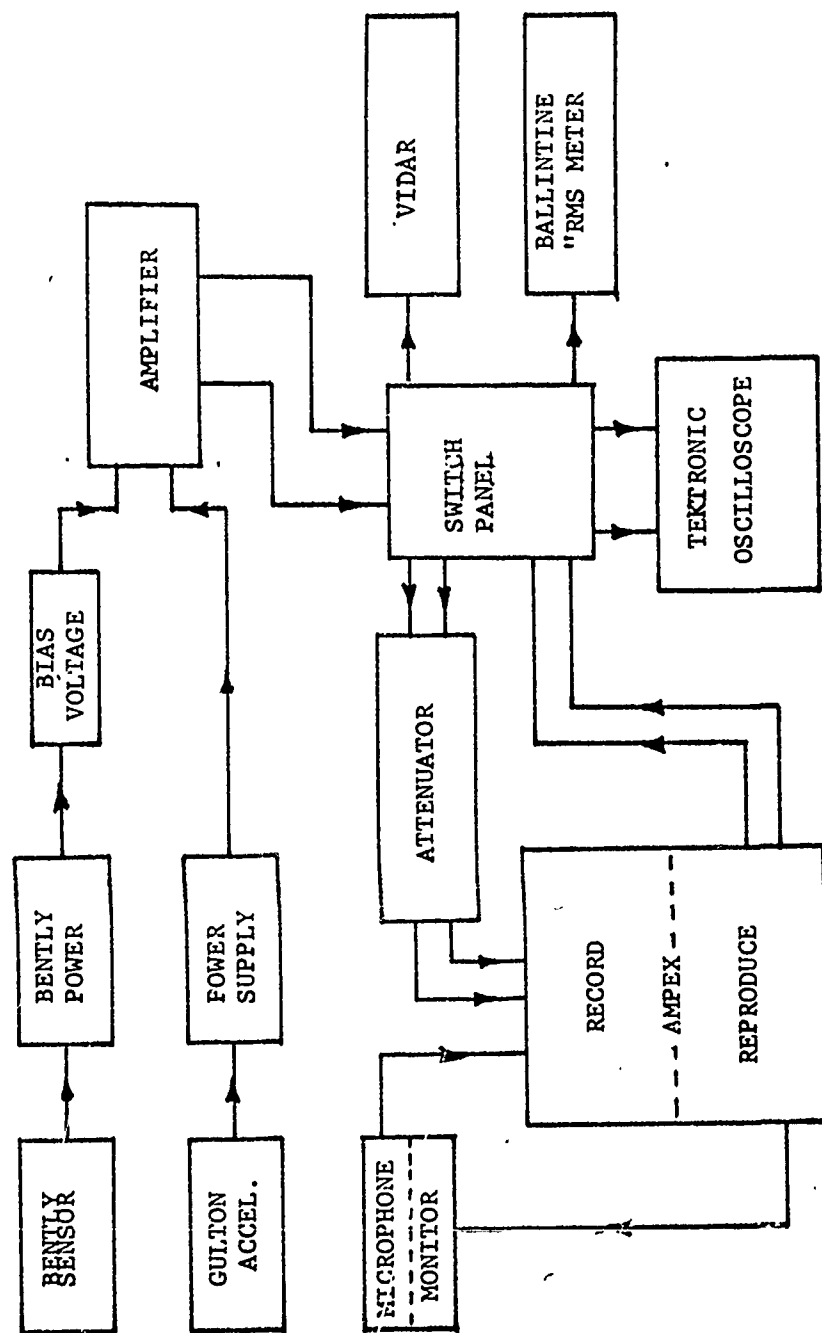 BENTLY
SENSOR
BENTLY
POWER
BIAS
VOLTAGE
AMPLIFIER
GULTON
ACCEL.
FOWER
SUPPLY
MICROPHONE
MONITOR
ATTENUATOR
SWITCH
PANEL
VIDAR
BALLINTINE
"RMS METER
RECORD
AMPEX
REPRODUCE
TEKTRONIC
OSCILLOSCOPE